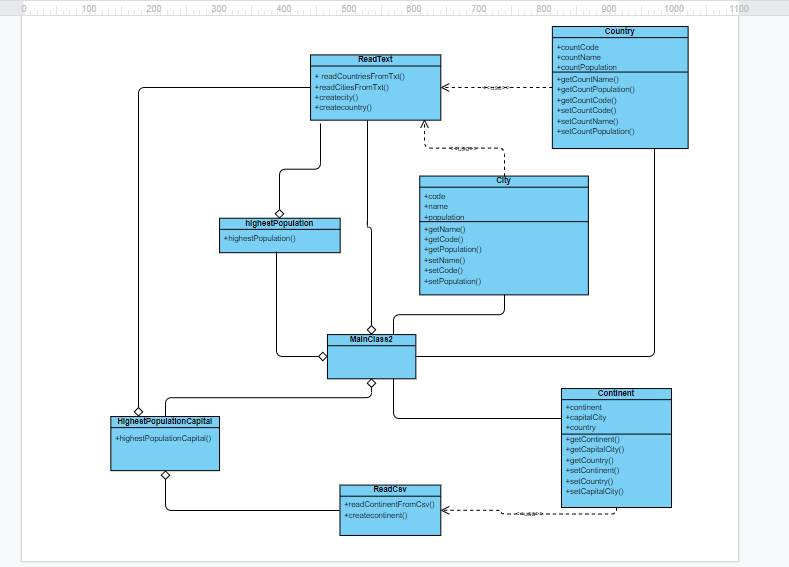 0 100 200 300 400 500 600 700 800 900 1000 1100
Country
+countCode
+countName
+countPopulation
+getCountName()
+getCountPopulation()
+getCountCode()
+setCountCode()
+setCountName()
+setCountPopulation()
ReadText
+ readCountriesFromTxt()
+readCitiesFromTxt()
+createcity()
+createcountry()
<<use>>
<<use>>
City
+code
+name
+population
+getName()
+getCode()
+getPopulation()
+setName()
+setCode()
+setPopulation()
highestPopulation
+highestPopulation()
MainClass2
Continent
+continent
+capitalCity
+country
+getContinent()
+getCapitalCity()
+getCountry()
+setContinent()
+setCountry()
+setCapitalCity()
HighestPopulationCapital
+highestPopulationCapital()
ReadCsv
+readContinentFromCsv()
+createcontinent()
<<use>>